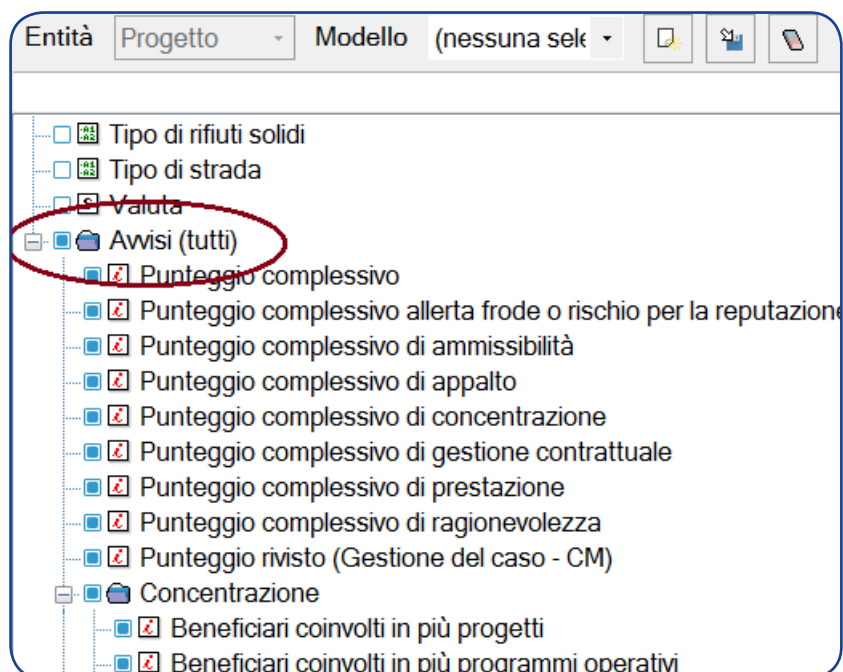 Entità Progetto Modello (nessuna sele
Tipo di rifiuti solidi
Tipo di strada
Valuta
Avvisi (tutti)
Punteggio complessivo
Punteggio complessivo allerta frode o rischio per la reputazione
Punteggio complessivo di ammissibilità
Punteggio complessivo di appalto
Punteggio complessivo di concentrazione
Punteggio complessivo di gestione contrattuale
Punteggio complessivo di prestazione
Punteggio complessivo di ragionevolezza
Punteggio rivisto (Gestione del caso - CM)
Concentrazione
Beneficiari coinvolti in più progetti
Beneficiari coinvolti in più programmi operativi